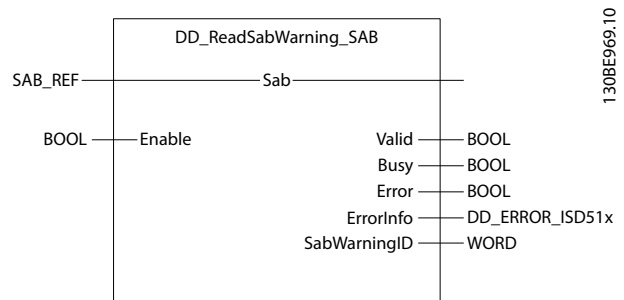 DD_ReadSabWarning_SAB
SAB_REF Sab
BOOL Enable Valid BOOL
Busy BOOL
Error BOOL
ErrorInfo DD_ERROR_ISD51x
SabWarningID WORD
130BE969.10